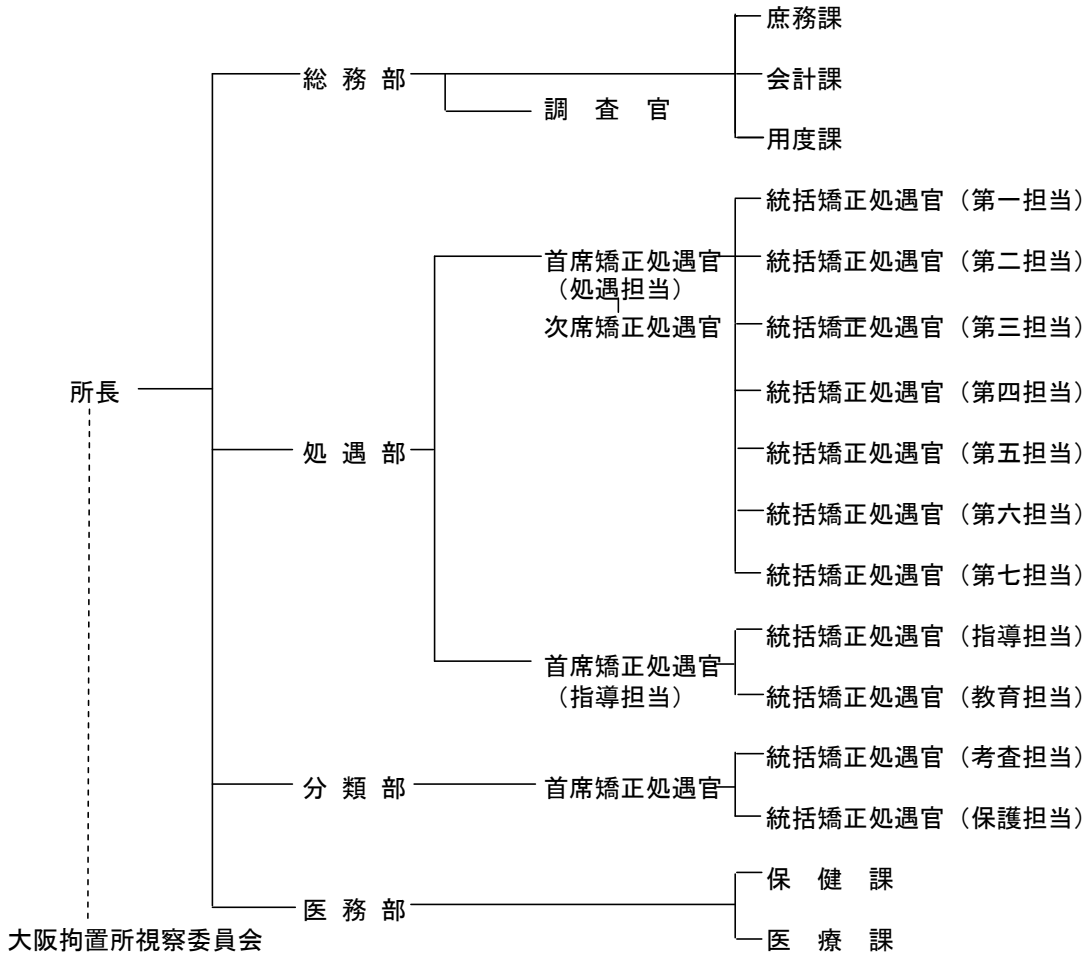 庶務課
総務部
会計課
調査官
用度課
統括矯正処遇官（第一担当）
首席矯正処遇官
（処遇担当）
統括矯正処遇官（第二担当）
次席矯正処遇官
統括矯正処遇官（第三担当）
所長
統括矯正処遇官（第四担当）
処遇部
統括矯正処遇官（第五担当）
統括矯正処遇官（第六担当）
統括矯正処遇官（第七担当）
統括矯正処遇官（指導担当）
首席矯正処遇官
（指導担当）
統括矯正処遇官（教育担当）
統括矯正処遇官（考査担当）
分類部
首席矯正処遇官
統括矯正処遇官（保護担当）
保健課
医務部
医療課
大阪拘置所視察委員会